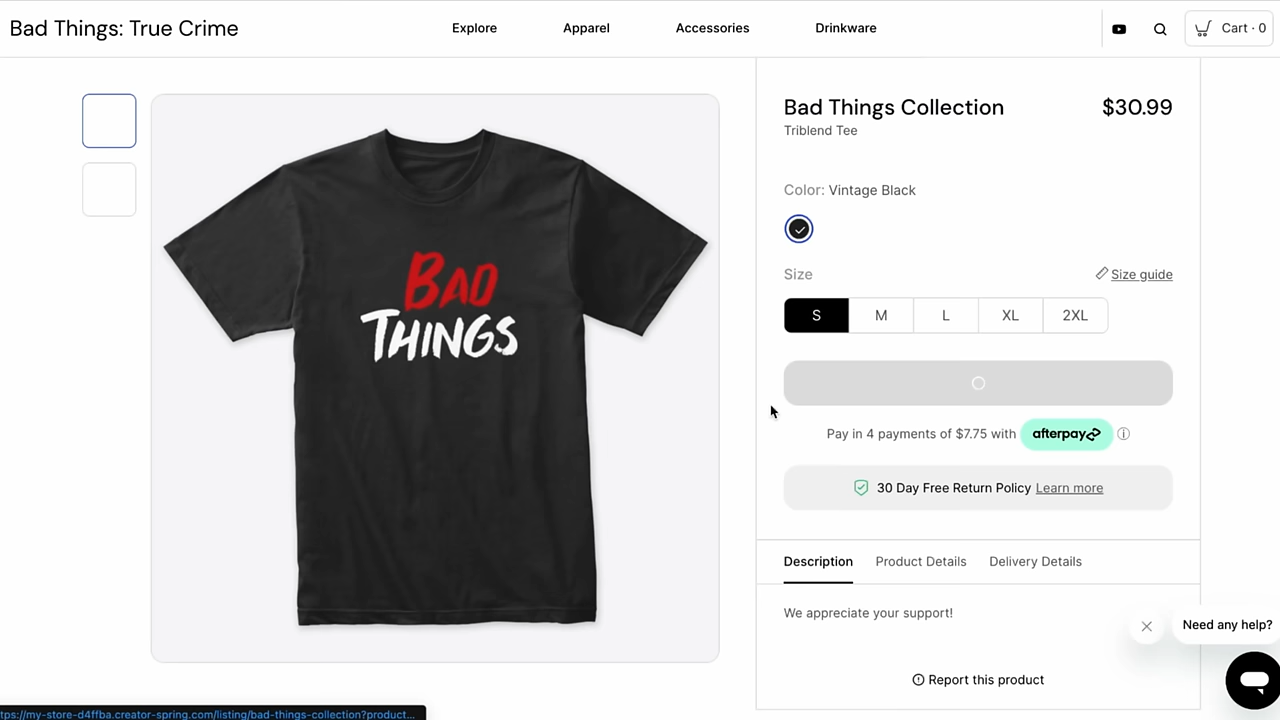 Bad Things: True Crime
Explore
Apparel
Accessories
Drinkware
Cart · 0
BAD
THINGS
Bad Things Collection
$30.99
Triblend Tee
Color: Vintage Black
Size
Size guide
S
M
L
XL
2XL
Pay in 4 payments of $7.75 with afterpay
30 Day Free Return Policy Learn more
Description
Product Details
Delivery Details
We appreciate your support!
Need any help?
Report this product
tps://my-store-d4ffba.creator-spring.com/listing/bad-things-collection?product...